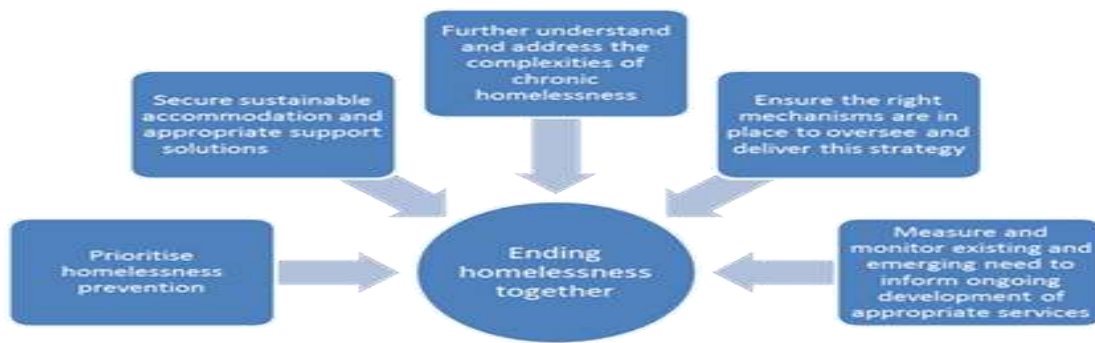 Further understand
and address the
complexities of
chronic
homelessness
Secure sustainable
accommodation and
appropriate support
solutions
Ensure the right
mechanisms are in
place to oversee and
deliver this strategy
Prioritise
homelessness
prevention
Ending
homelessness
together
Measure and
monitor existing and
emerging need to
inform ongoing
development of
appropriate services